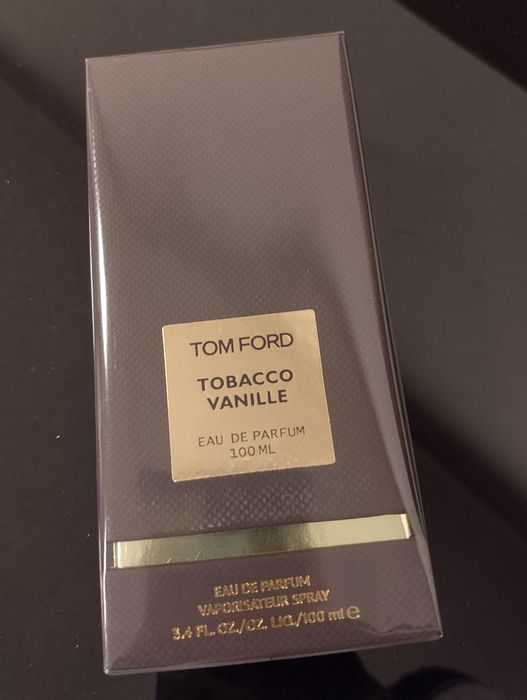 TOM FORD
TOBACCO
VANILLE
EAU DE PARFUM
100 ML
EAU DE PARFUM
VAPORISATEUR SPRAY
3.4 FL. OZ./OZ. LIQ./100 ml ℮